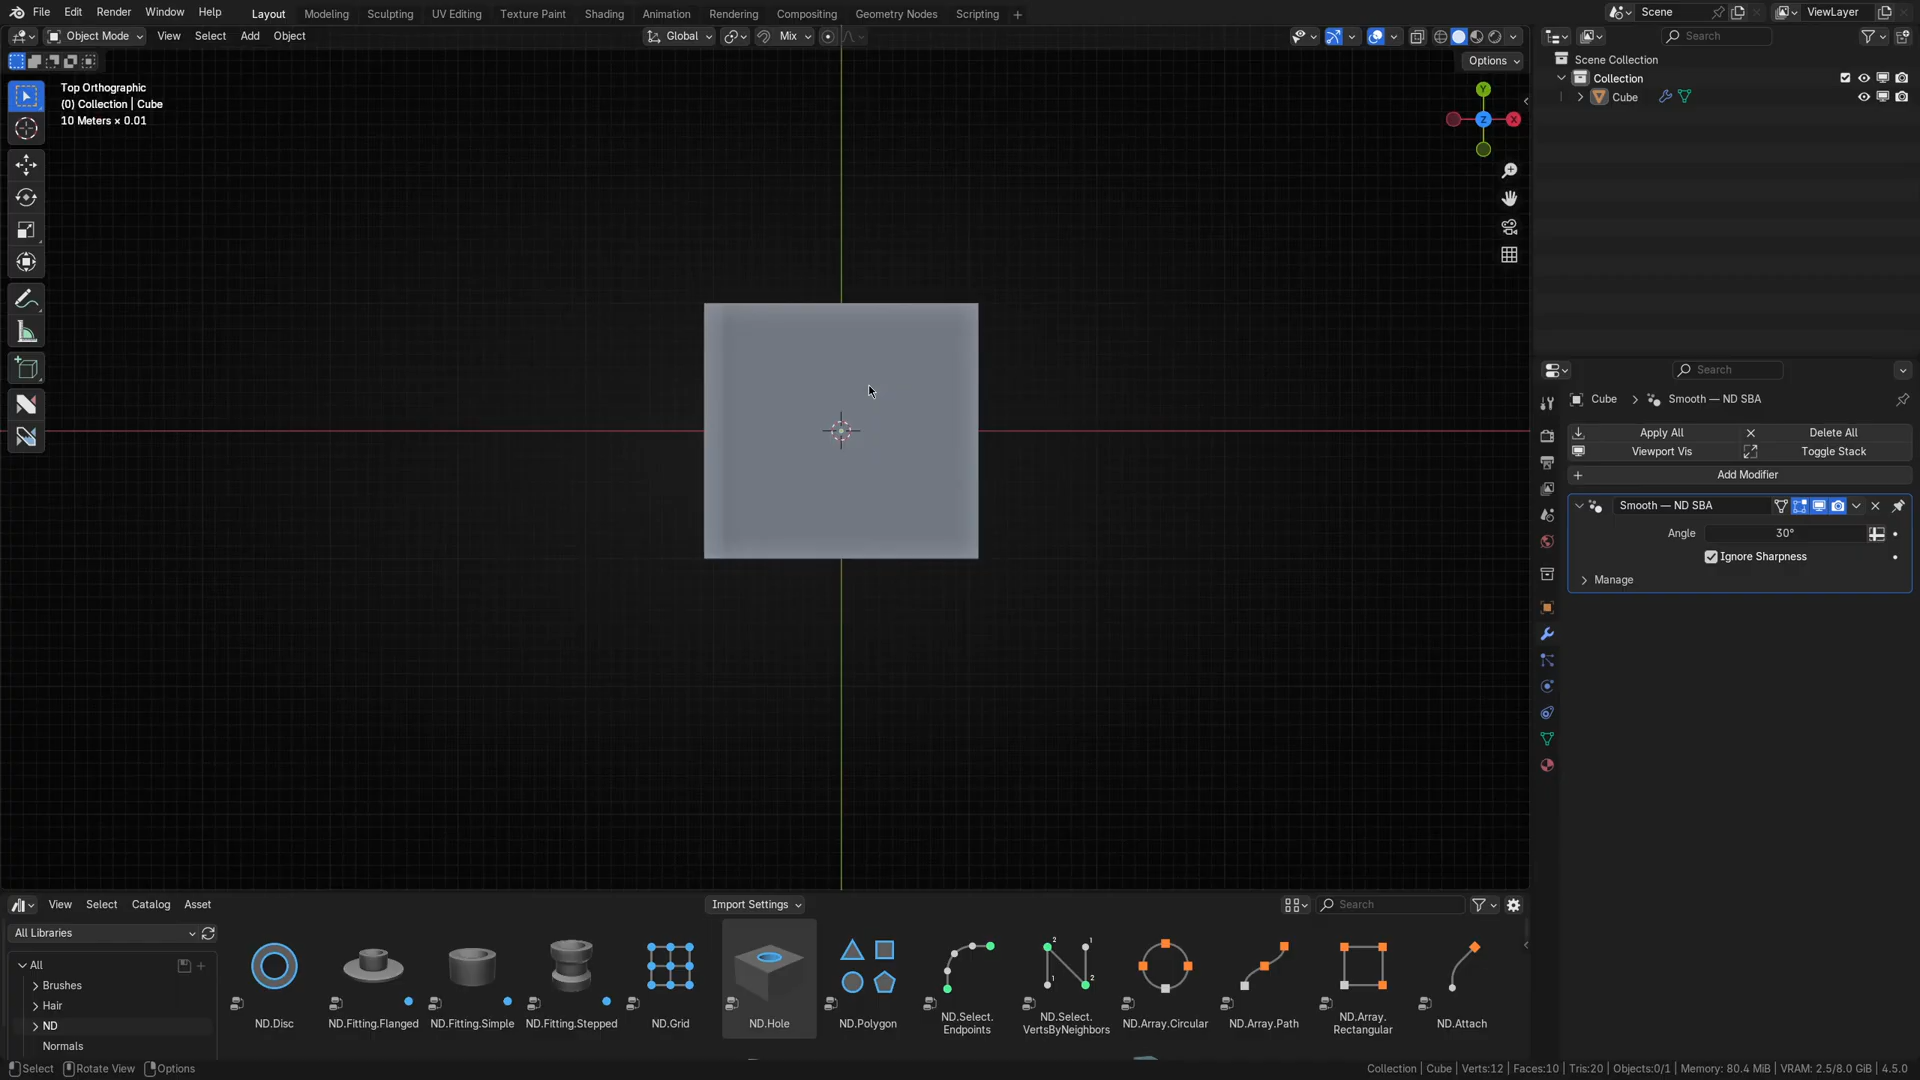 File Edit Render Window Help Layout Modeling Sculpting UV Editing Texture Paint Shading Animation Rendering Compositing Geometry Nodes Scripting + Scene ViewLayer
Object Mode View Select Add Object Global Mix Search
Options
Top Orthographic
(0) Collection | Cube
10 Meters × 0.01
Y
Z
X
Scene Collection
Collection
Cube
Search
Cube > Smooth — ND SBA
Apply All Delete All
Viewport Vis Toggle Stack
Add Modifier
Smooth — ND SBA
Angle 30°
Ignore Sharpness
Manage
View Select Catalog Asset Import Settings Search
All Libraries
All
Brushes
Hair
ND
Normals
ND.Disc
ND.Fitting.Flanged
ND.Fitting.Simple
ND.Fitting.Stepped
ND.Grid
ND.Hole
ND.Polygon
ND.Select.
Endpoints
2 1
1 2
ND.Select.
VertsByNeighbors
ND.Array.Circular
ND.Array.Path
ND.Array.
Rectangular
ND.Attach
Select Rotate View Options Collection | Cube | Verts:12 | Faces:10 | Tris:20 | Objects:0/1 | Memory: 80.4 MiB | VRAM: 2.5/8.0 GiB | 4.5.0